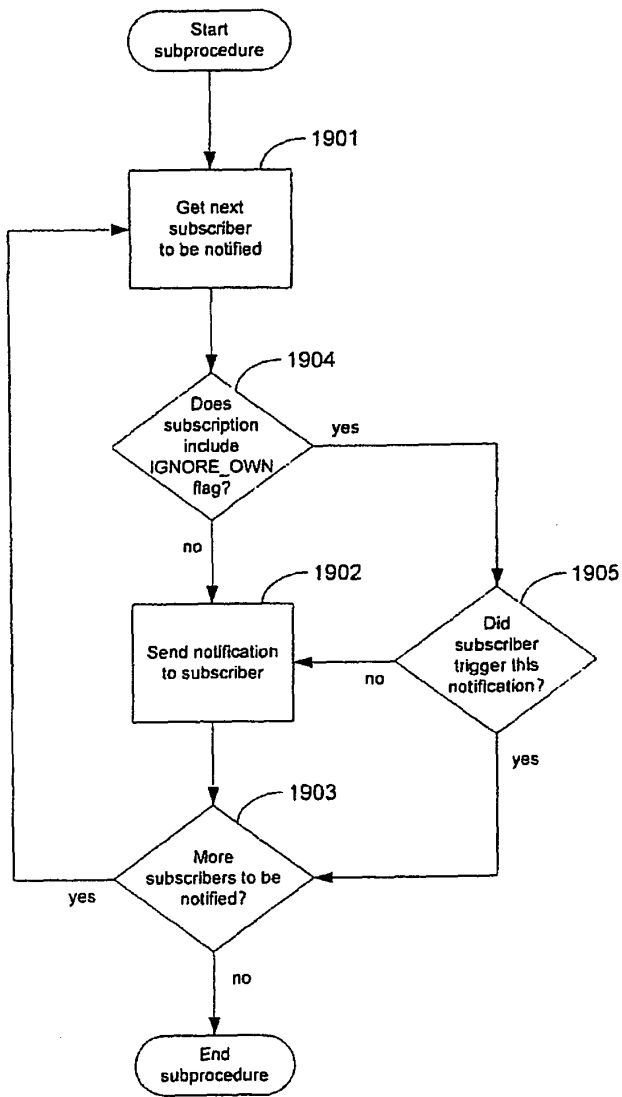 Start
subprocedure
1901
Get next
subscriber
to be notified
1904
Does
subscription
include
IGNORE_OWN
flag?
yes
no
1902
Send notification
to subscriber
1905
Did
subscriber
trigger this
notification?
no
yes
1903
More
subscribers to be
notified?
yes
no
End
subprocedure